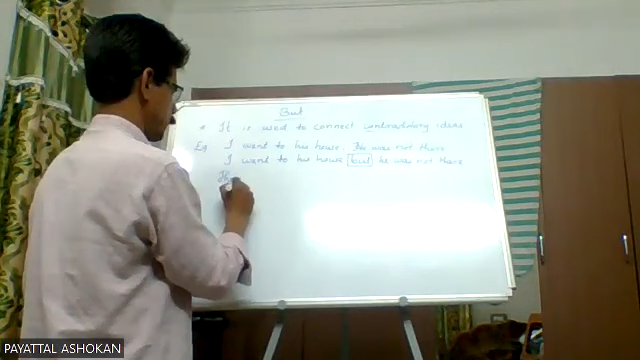 But
* It is used to connect contradictory ideas
Eg I went to his house. He was not there
I went to his house but he was not there
PAYATTAL ASHOKAN